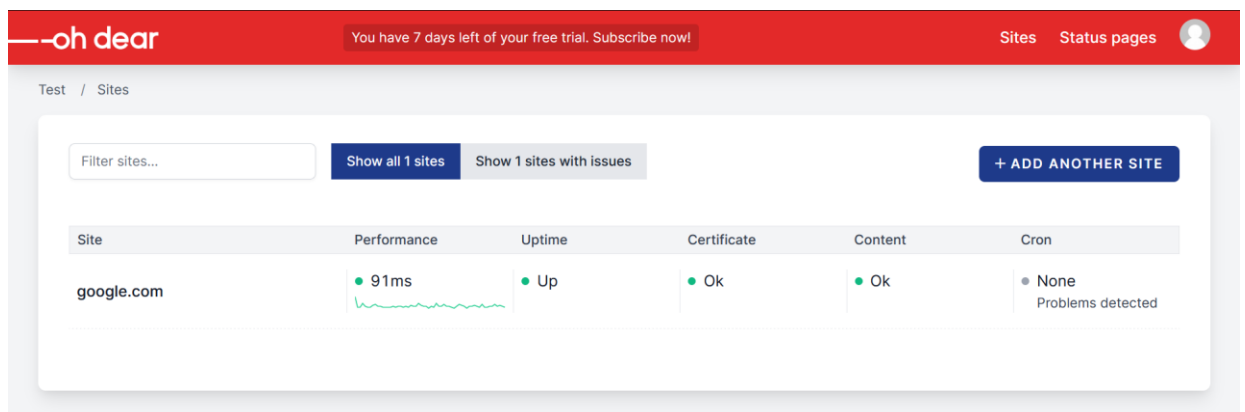 oh dear
You have 7 days left of your free trial. Subscribe now!
Sites Status pages
Test / Sites
Filter sites...
Show all 1 sites
Show 1 sites with issues
+ ADD ANOTHER SITE
Site Performance Uptime Certificate Content Cron
google.com 91ms Up Ok Ok None
Problems detected